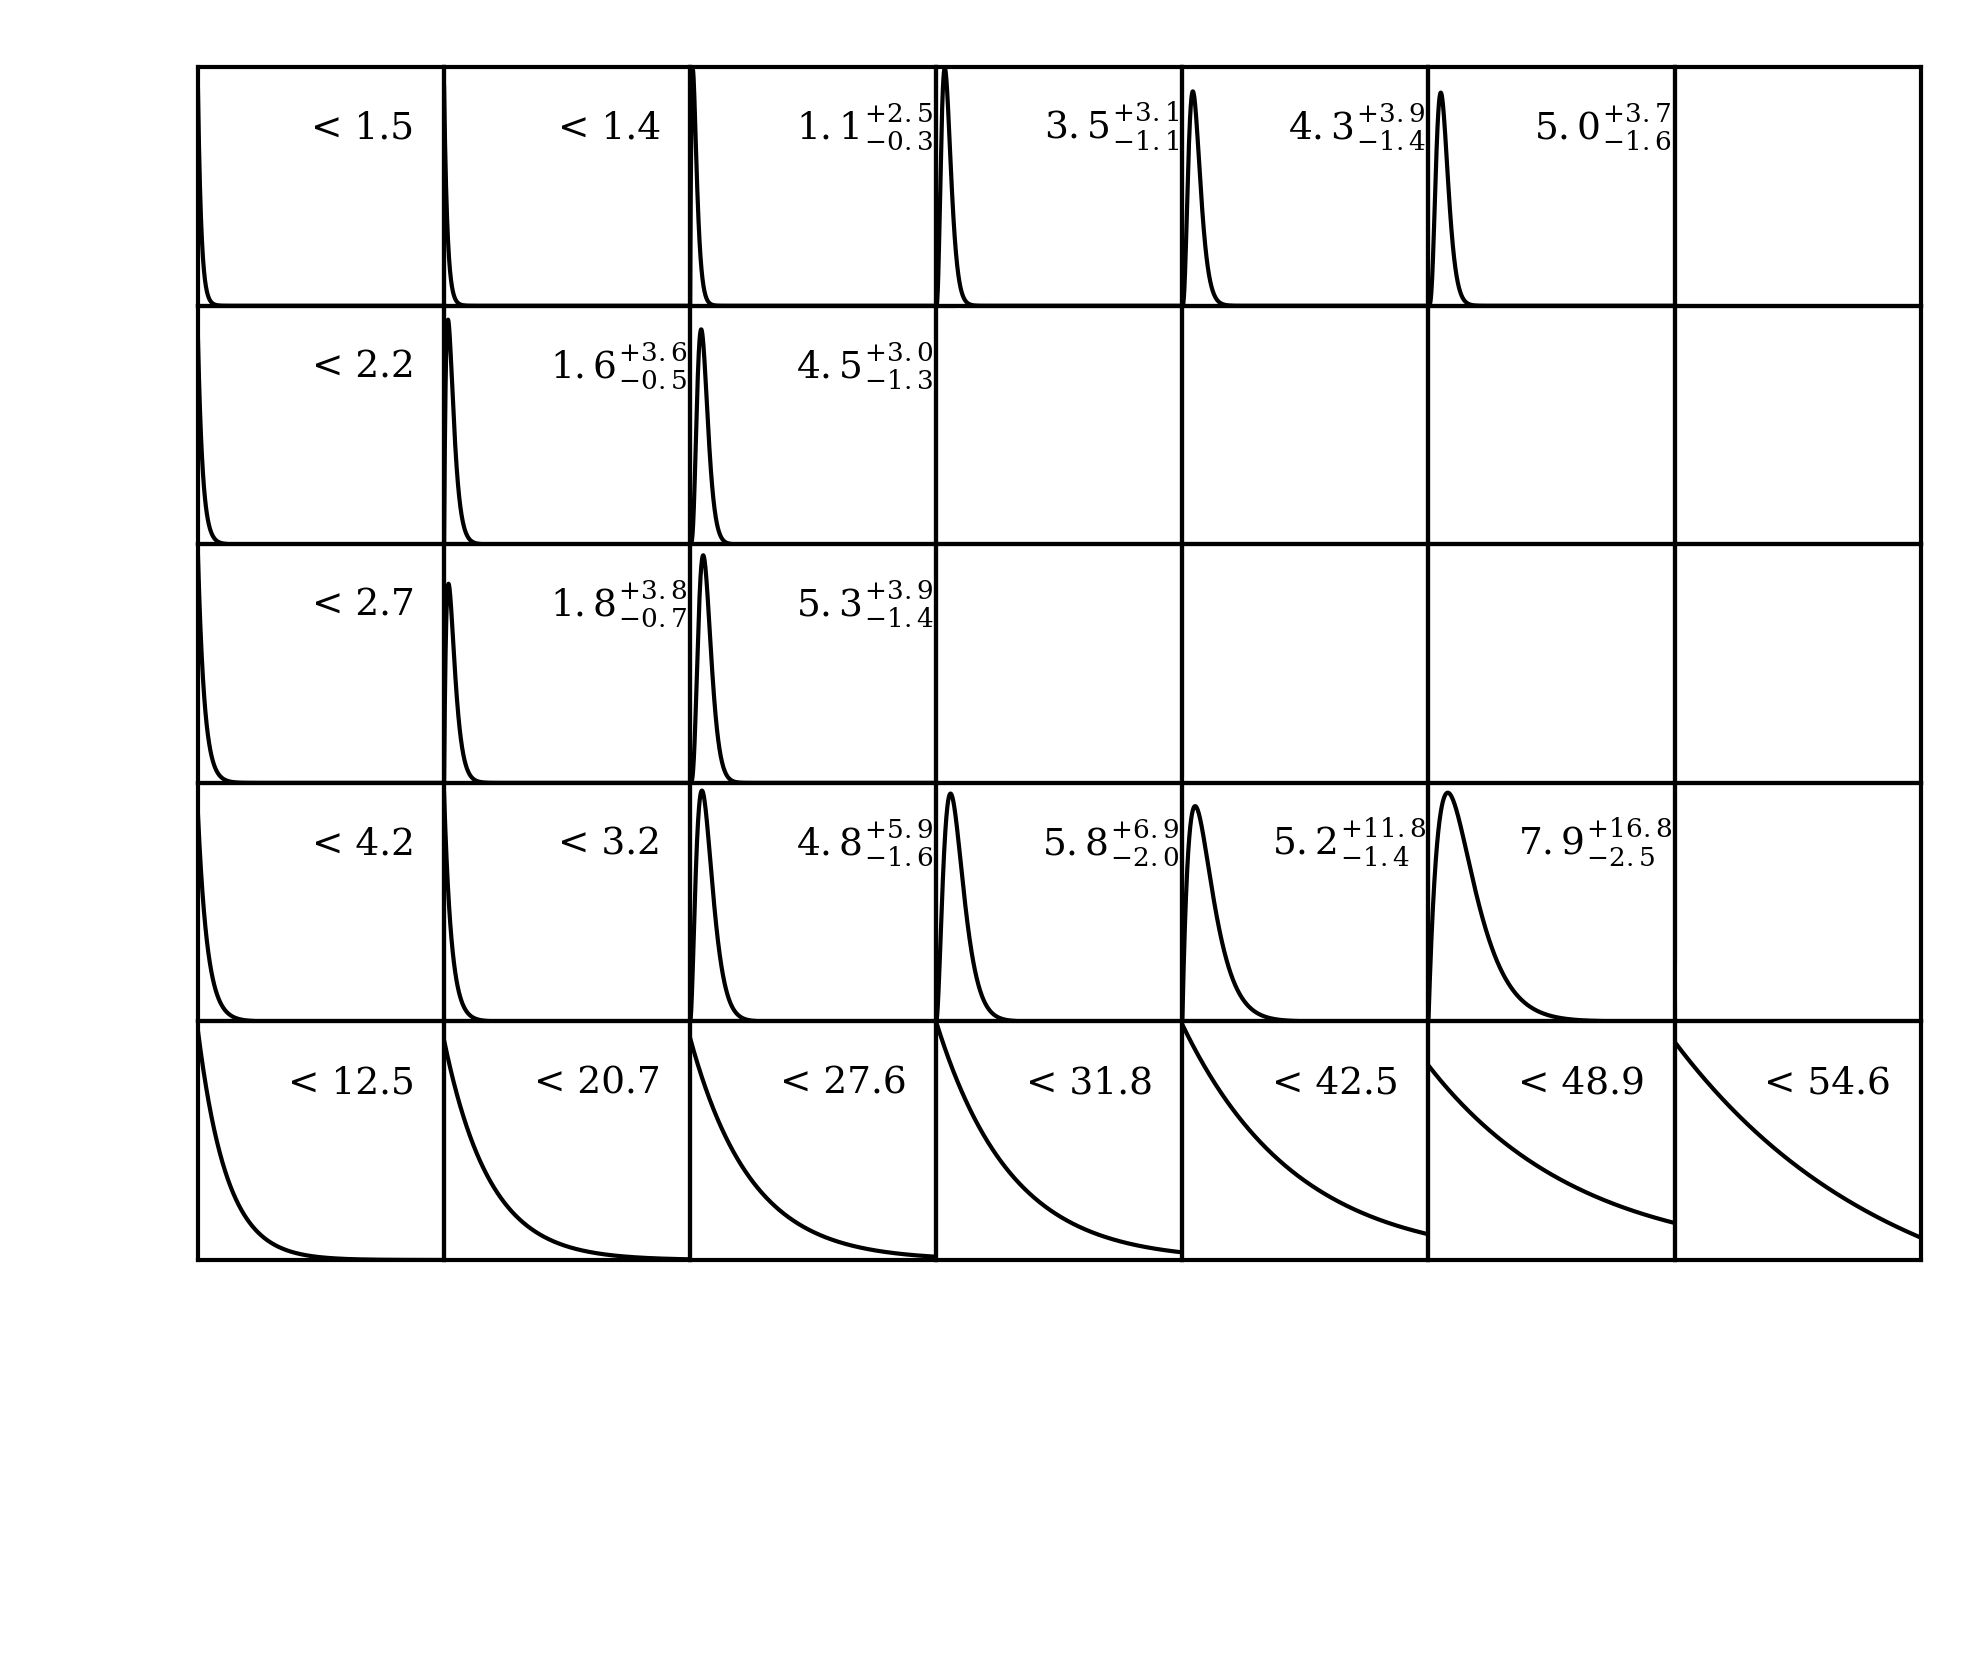 < 1.5 < 1.4 1.1+2.5−0.3 3.5+3.1−1.1 4.3+3.9−1.4 5.0+3.7−1.6
< 2.2 1.6+3.6−0.5 4.5+3.0−1.3
< 2.7 1.8+3.8−0.7 5.3+3.9−1.4
< 4.2 < 3.2 4.8+5.9−1.6 5.8+6.9−2.0 5.2+11.8−1.4 7.9+16.8−2.5
< 12.5 < 20.7 < 27.6 < 31.8 < 42.5 < 48.9 < 54.6